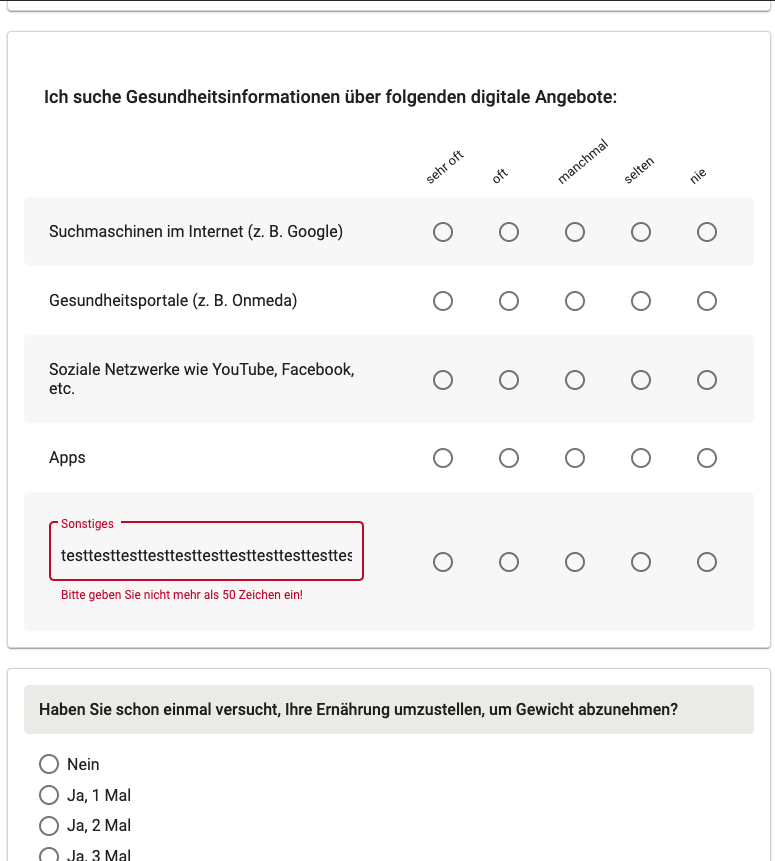 Ich suche Gesundheitsinformationen über folgenden digitale Angebote:
sehr oft
oft
manchmal
selten
nie
Suchmaschinen im Internet (z. B. Google)
Gesundheitsportale (z. B. Onmeda)
Soziale Netzwerke wie YouTube, Facebook,
etc.
Apps
Sonstiges
testtesttesttesttesttesttesttesttesttesttes
Bitte geben Sie nicht mehr als 50 Zeichen ein!
Haben Sie schon einmal versucht, Ihre Ernährung umzustellen, um Gewicht abzunehmen?
Nein
Ja, 1 Mal
Ja, 2 Mal
Ja, 3 Mal